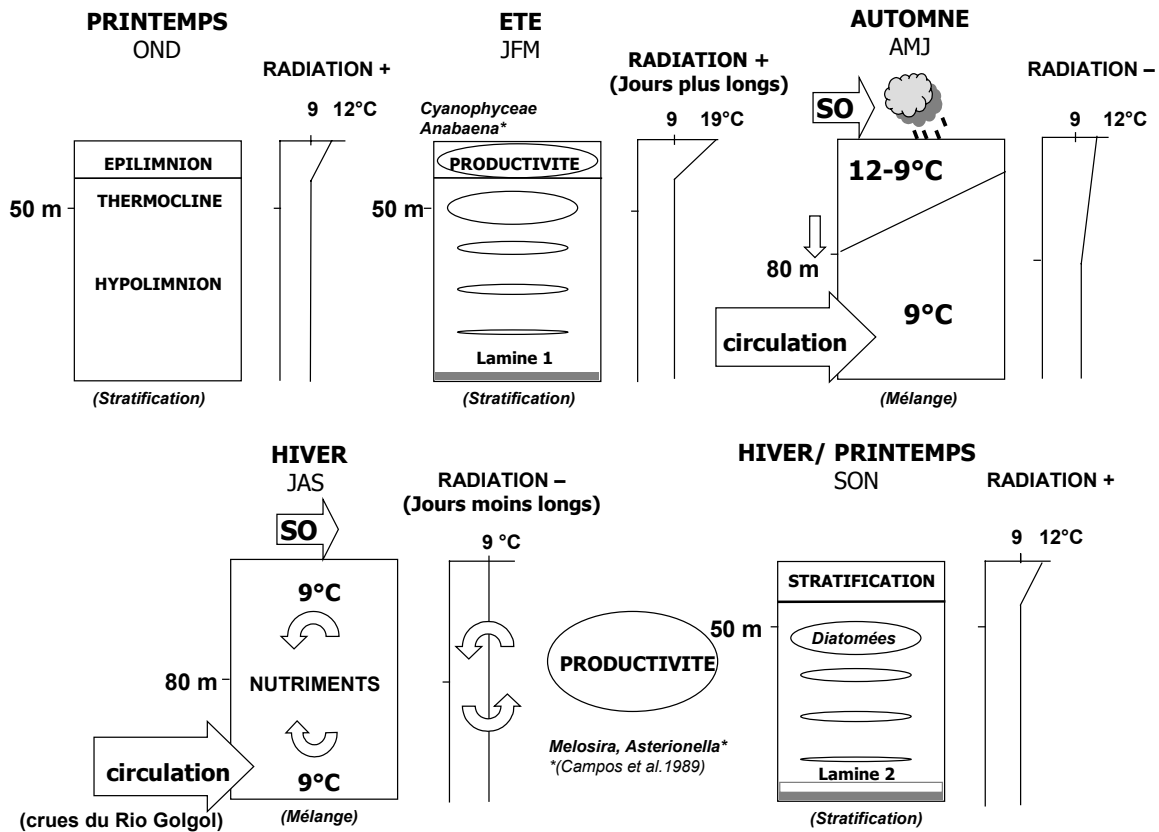 PRINTEMPS
OND
RADIATION +
9 12°C
EPILIMNION
THERMOCLINE
50 m
HYPOLIMNION
(Stratification)
ETE
JFM
RADIATION +
(Jours plus longs)
Cyanophyceae
Anabaena*
9 19°C
PRODUCTIVITE
50 m
Lamine 1
(Stratification)
AUTOMNE
AMJ
RADIATION –
SO
9 12°C
12-9°C
80 m
9°C
circulation
(Mélange)
HIVER
JAS
RADIATION –
(Jours moins longs)
SO
9 °C
9°C
80 m
NUTRIMENTS
circulation
9°C
(crues du Rio Golgol)
(Mélange)
PRODUCTIVITE
Melosira, Asterionella*
*(Campos et al.1989)
HIVER/ PRINTEMPS
SON
RADIATION +
9 12°C
STRATIFICATION
50 m
Diatomées
Lamine 2
(Stratification)